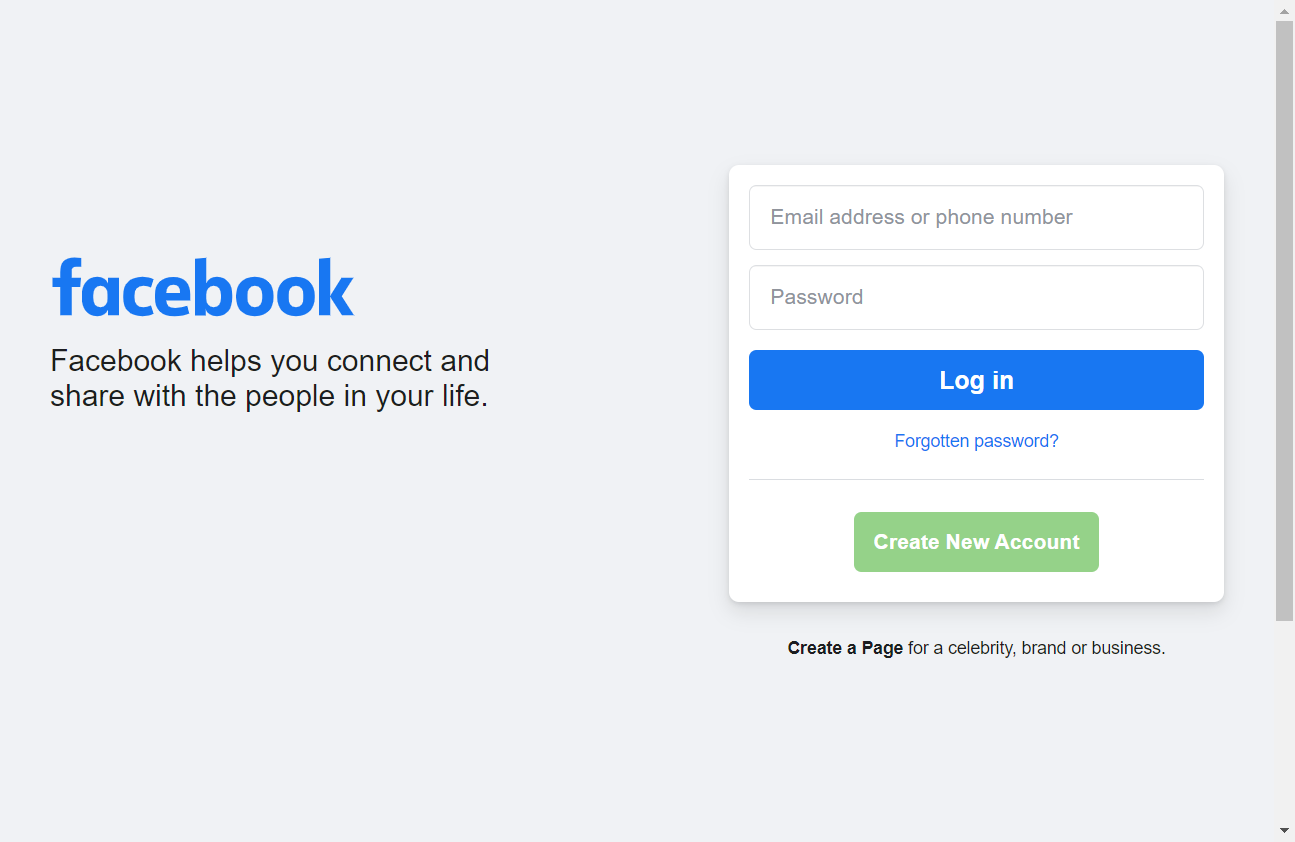 facebook
Facebook helps you connect and
share with the people in your life.
Email address or phone number
Password
Log in
Forgotten password?
Create New Account
Create a Page for a celebrity, brand or business.